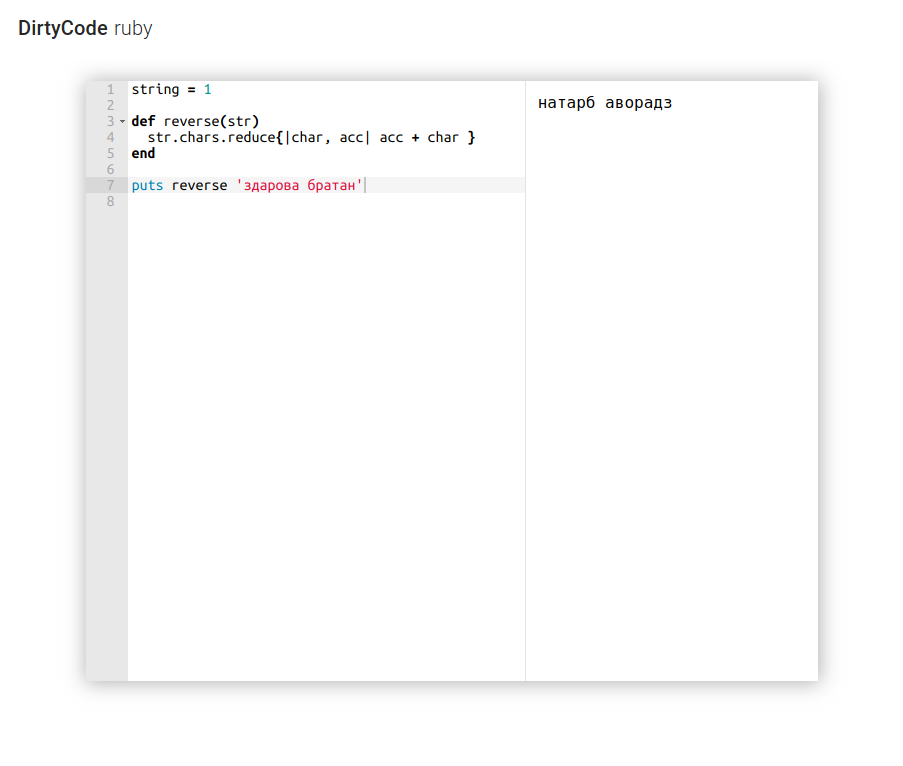 DirtyCode ruby
1 string = 1
2
3 def reverse(str)
4   str.chars.reduce{|char, acc| acc + char }
5 end
6
7 puts reverse 'здарова братан'
8
натарб аворадз